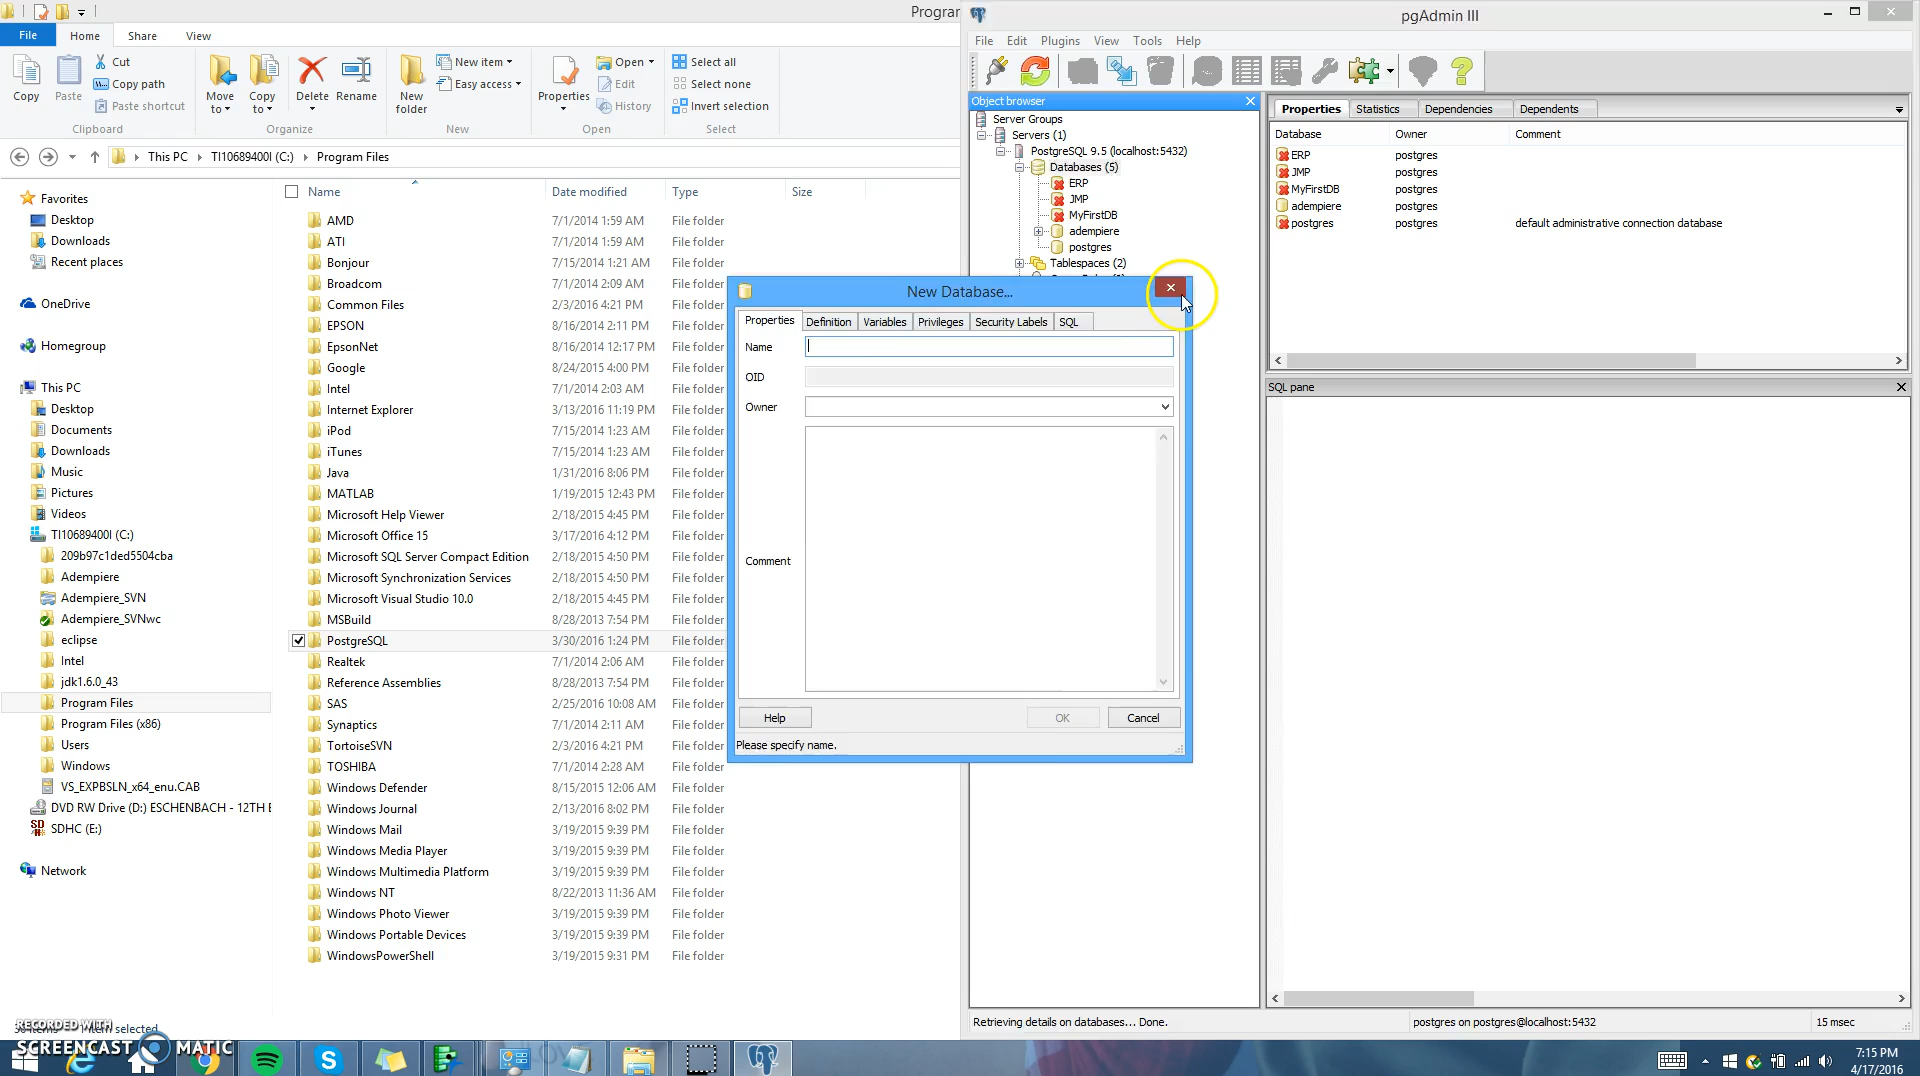 Program
File
Home
Share
View
Copy
Paste
Cut
Copy path
Paste shortcut
Clipboard
Move to
Copy to
Delete
Rename
Organize
New folder
New item
Easy access
New
Properties
Open
Edit
History
Open
Select all
Select none
Invert selection
Select
This PC
TI10689400I (C:)
Program Files
Favorites
Desktop
Downloads
Recent places
OneDrive
Homegroup
This PC
Desktop
Documents
Downloads
Music
Pictures
Videos
TI10689400I (C:)
209b97c1ded5504cba
Adempiere
Adempiere_SVN
Adempiere_SVNwc
eclipse
Intel
jdk1.6.0_43
Program Files
Program Files (x86)
Users
Windows
VS_EXPBSLN_x64_enu.CAB
DVD RW Drive (D:) ESCHENBACH - 12TH E
SDHC (E:)
Network
Name Date modified Type Size
AMD 7/1/2014 1:59 AM File folder
ATI 7/1/2014 1:59 AM File folder
Bonjour 7/15/2014 1:21 AM File folder
Broadcom 7/1/2014 2:09 AM File folder
Common Files 2/3/2016 4:21 PM File folder
EPSON 8/16/2014 2:11 PM File folder
EpsonNet 8/16/2014 12:17 PM File folder
Google 8/24/2015 4:00 PM File folder
Intel 7/1/2014 2:03 AM File folder
Internet Explorer 3/13/2016 11:19 PM File folder
iPod 7/15/2014 1:23 AM File folder
iTunes 7/15/2014 1:23 AM File folder
Java 1/31/2016 8:06 PM File folder
MATLAB 1/19/2015 12:43 PM File folder
Microsoft Help Viewer 2/18/2015 4:45 PM File folder
Microsoft Office 15 3/17/2016 4:12 PM File folder
Microsoft SQL Server Compact Edition 2/18/2015 4:50 PM File folder
Microsoft Synchronization Services 2/18/2015 4:50 PM File folder
Microsoft Visual Studio 10.0 2/18/2015 4:45 PM File folder
MSBuild 8/28/2013 7:54 PM File folder
PostgreSQL 3/30/2016 1:24 PM File folder
Realtek 7/1/2014 2:06 AM File folder
Reference Assemblies 8/28/2013 7:54 PM File folder
SAS 2/25/2016 10:08 AM File folder
Synaptics 7/1/2014 2:11 AM File folder
TortoiseSVN 2/3/2016 4:21 PM File folder
TOSHIBA 7/1/2014 2:28 AM File folder
Windows Defender 8/15/2015 12:06 AM File folder
Windows Journal 2/13/2016 8:02 PM File folder
Windows Mail 3/19/2015 9:39 PM File folder
Windows Media Player 3/19/2015 9:39 PM File folder
Windows Multimedia Platform 3/19/2015 9:39 PM File folder
Windows NT 8/22/2013 11:36 AM File folder
Windows Photo Viewer 3/19/2015 9:39 PM File folder
Windows Portable Devices 3/19/2015 9:39 PM File folder
WindowsPowerShell 3/19/2015 9:31 PM File folder
selected
pgAdmin III
File Edit Plugins View Tools Help
Object browser
Server Groups
Servers (1)
PostgreSQL 9.5 (localhost:5432)
Databases (5)
ERP
JMP
MyFirstDB
adempiere
postgres
Tablespaces (2)
Properties Statistics Dependencies Dependents
Database Owner Comment
ERP postgres
JMP postgres
MyFirstDB postgres
adempiere postgres
postgres postgres default administrative connection database
SQL pane
New Database...
Properties Definition Variables Privileges Security Labels SQL
Name
OID
Owner
Comment
Help OK Cancel
Please specify name.
Retrieving details on databases... Done.
postgres on postgres@localhost:5432
15 msec
RECORDED WITH
SCREENCAST MATIC
7:15 PM
4/17/2016